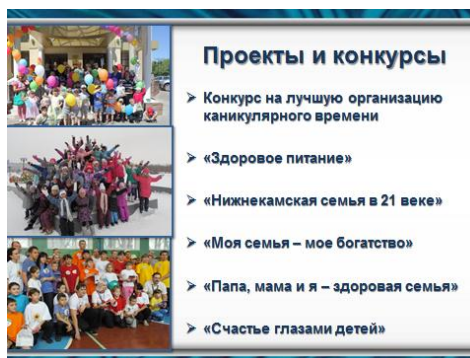 Проекты и конкурсы
➢ Конкурс на лучшую организацию
каникулярного времени
➢ «Здоровое питание»
➢ «Нижнекамская семья в 21 веке»
➢ «Моя семья – мое богатство»
➢ «Папа, мама и я – здоровая семья»
➢ «Счастье глазами детей»